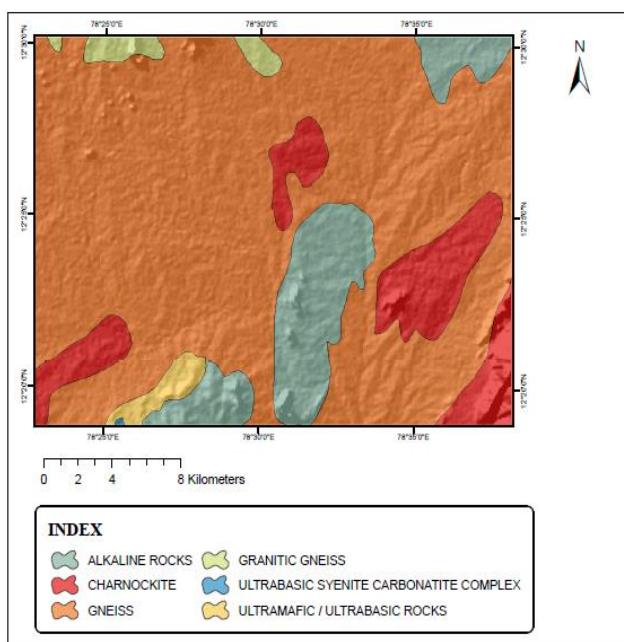 78°25'0"E 78°30'0"E 78°35'0"E
N
12°30'0"N 12°30'0"N
12°25'0"N 12°25'0"N
12°20'0"N 12°20'0"N
78°25'0"E 78°30'0"E 78°35'0"E
0 2 4 8 Kilometers
INDEX
ALKALINE ROCKS GRANITIC GNEISS
CHARNOCKITE ULTRABASIC SYENITE CARBONATITE COMPLEX
GNEISS ULTRAMAFIC / ULTRABASIC ROCKS